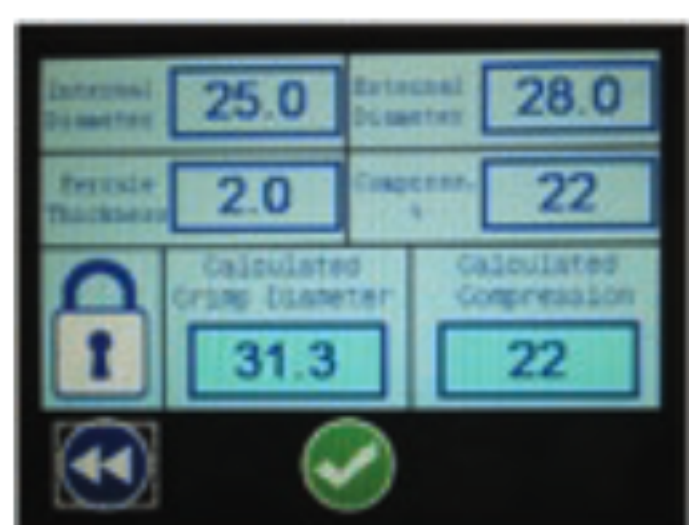 Internal
Diameter
25.0
External
Diameter
28.0
Ferrule
Thickness
2.0
Compress.
%
22
Calculated
Crimp Diameter
31.3
Calculated
Compression
22